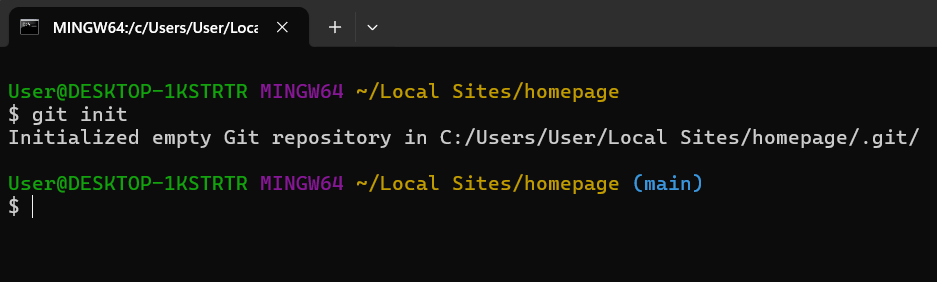 MINGW64:/c/Users/User/Loca
User@DESKTOP-1KSTRTR MINGW64 ~/Local Sites/homepage
$ git init
Initialized empty Git repository in C:/Users/User/Local Sites/homepage/.git/
User@DESKTOP-1KSTRTR MINGW64 ~/Local Sites/homepage (main)
$